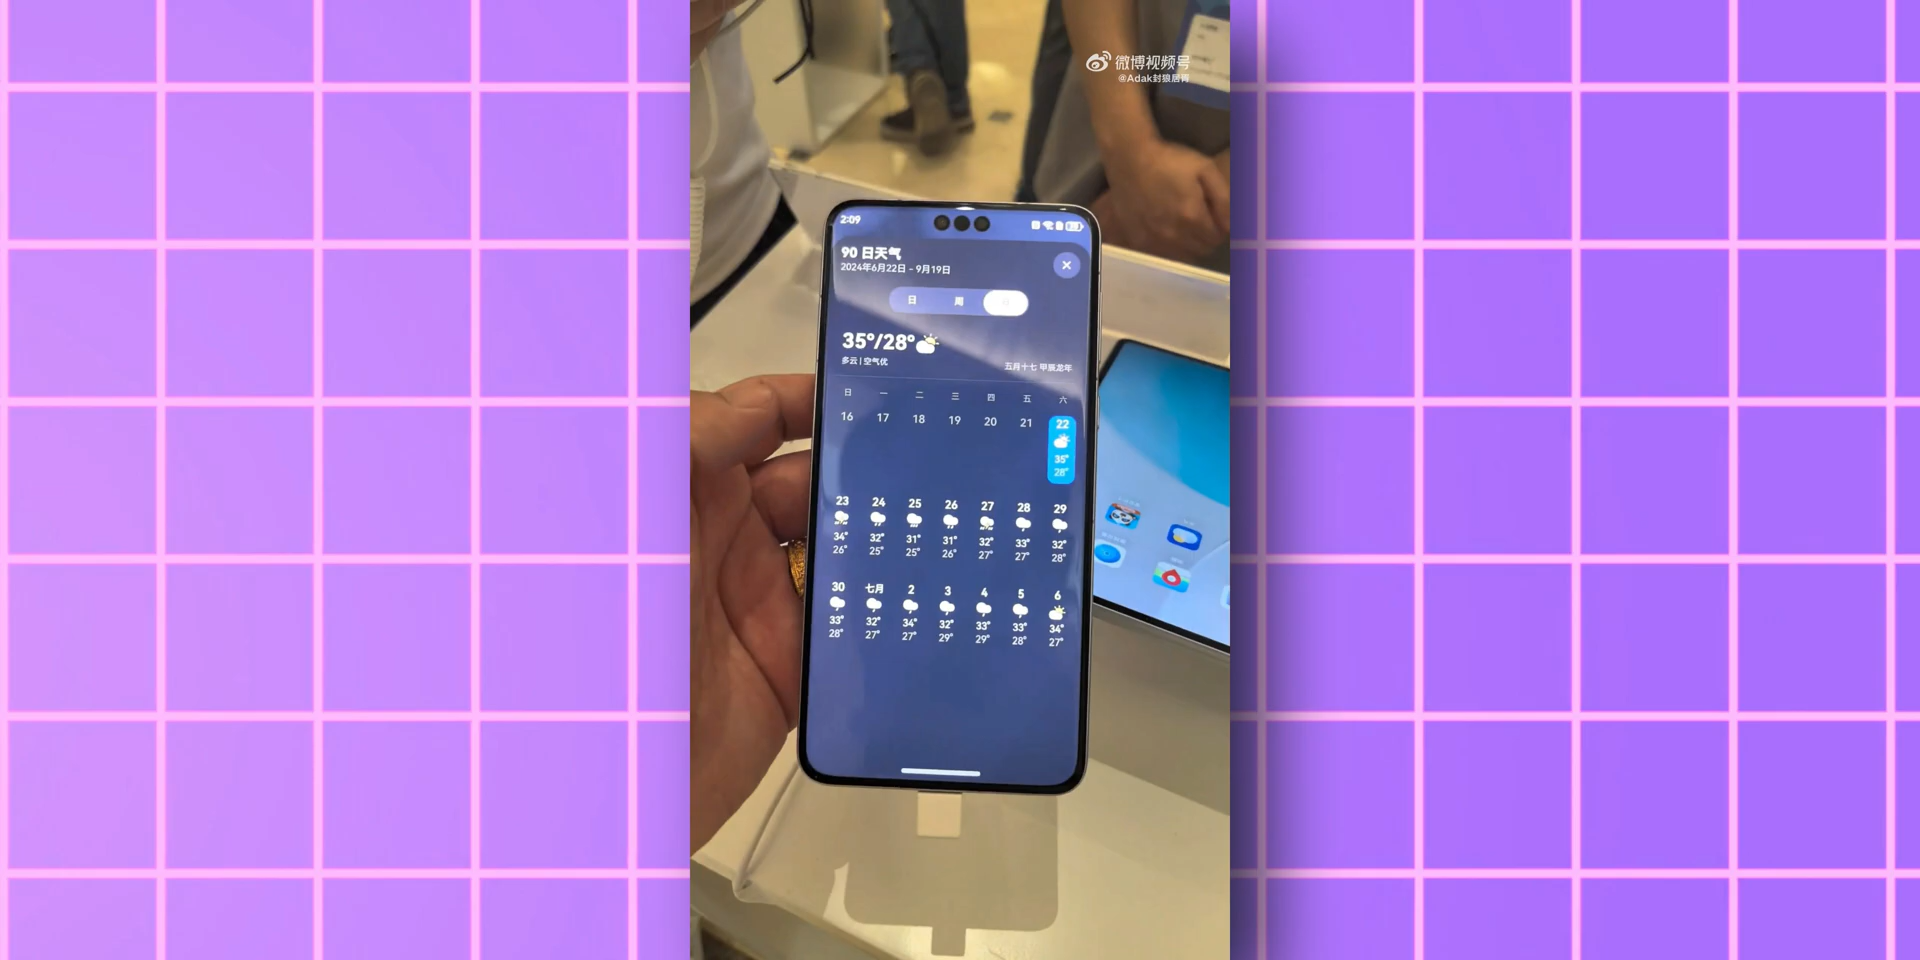 微博视频号
@Adak封狼居胥
2:09
90 日天气
2024年6月22日 - 9月19日
日 周
35°/28°
多云 | 空气优
五月十七 甲辰龙年
日 一 二 三 四 五 六
16 17 18 19 20 21 22
35°
28°
23 24 25 26 27 28 29
34° 32° 31° 31° 32° 33° 32°
26° 25° 25° 26° 27° 27° 28°
30 七月 2 3 4 5 6
33° 32° 34° 32° 33° 33° 34°
28° 27° 27° 29° 29° 28° 27°